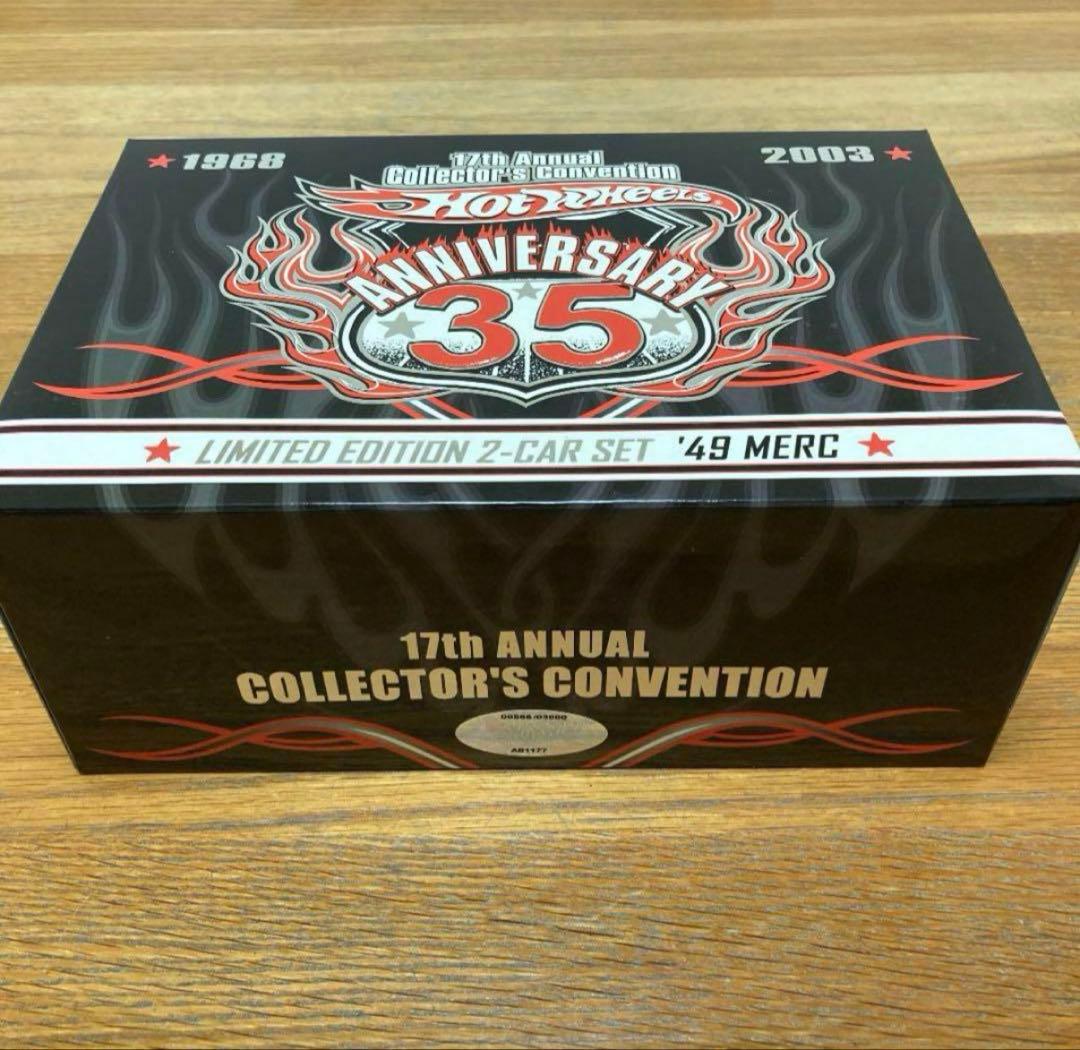 1968
17th Annual
Collector's Convention
2003
Hot Wheels
ANNIVERSARY
35
LIMITED EDITION 2-CAR SET '49 MERC
17th ANNUAL
COLLECTOR'S CONVENTION
AB1177